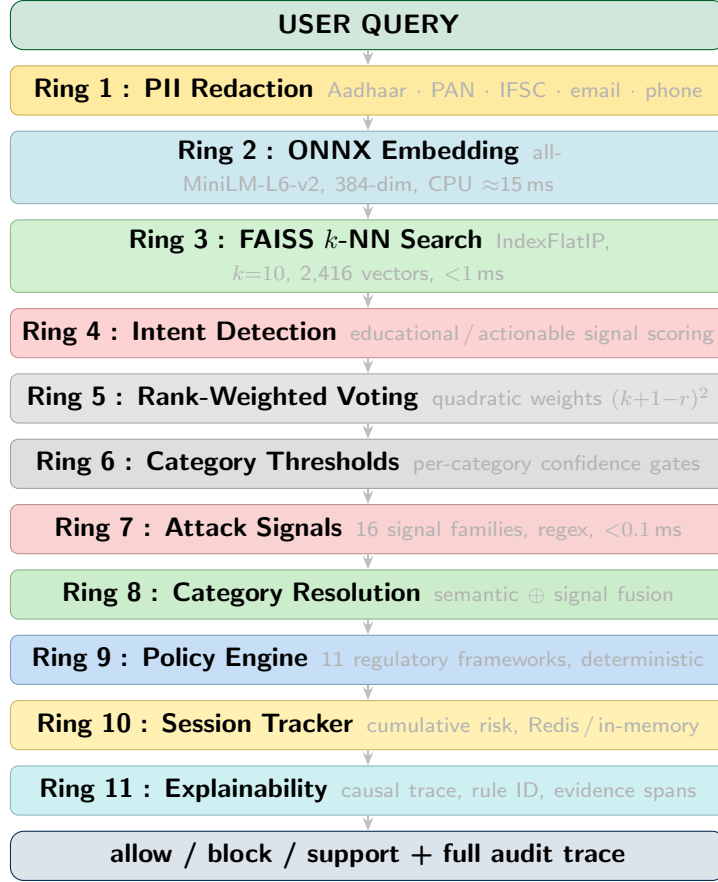 USER QUERY
Ring 1 : PII Redaction Aadhaar · PAN · IFSC · email · phone
Ring 2 : ONNX Embedding all-
MiniLM-L6-v2, 384-dim, CPU ≈15 ms
Ring 3 : FAISS k-NN Search IndexFlatIP,
k=10, 2,416 vectors, <1 ms
Ring 4 : Intent Detection educational / actionable signal scoring
Ring 5 : Rank-Weighted Voting quadratic weights (k+1−r)²
Ring 6 : Category Thresholds per-category confidence gates
Ring 7 : Attack Signals 16 signal families, regex, <0.1 ms
Ring 8 : Category Resolution semantic ⊕ signal fusion
Ring 9 : Policy Engine 11 regulatory frameworks, deterministic
Ring 10 : Session Tracker cumulative risk, Redis / in-memory
Ring 11 : Explainability causal trace, rule ID, evidence spans
allow / block / support + full audit trace